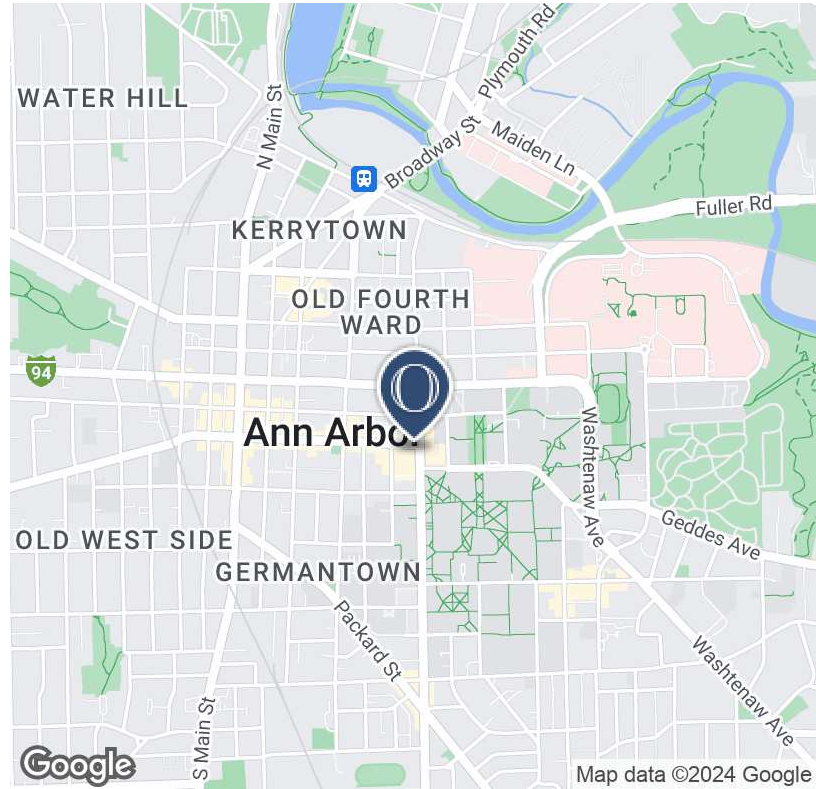 Plymouth Rd
WATER HILL
N Main St
Broadway St
Maiden Ln
Fuller Rd
KERRYTOWN
OLD FOURTH
WARD
94
Ann Arbor
Washtenaw Ave
OLD WEST SIDE
Geddes Ave
GERMANTOWN
Packard St
Washtenaw Ave
S Main St
Google
Map data ©2024 Google